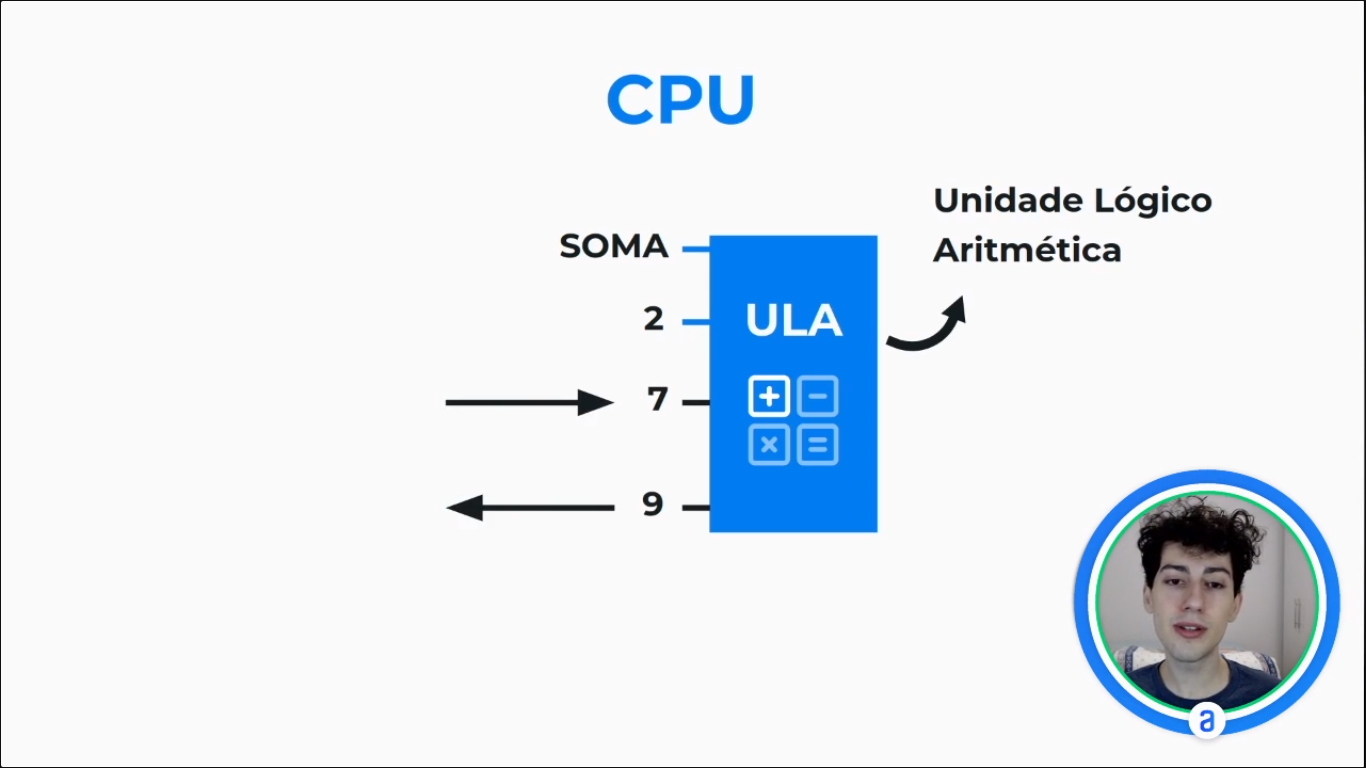 CPU
Unidade Lógico
Aritmética
SOMA
2
ULA
7
9
a